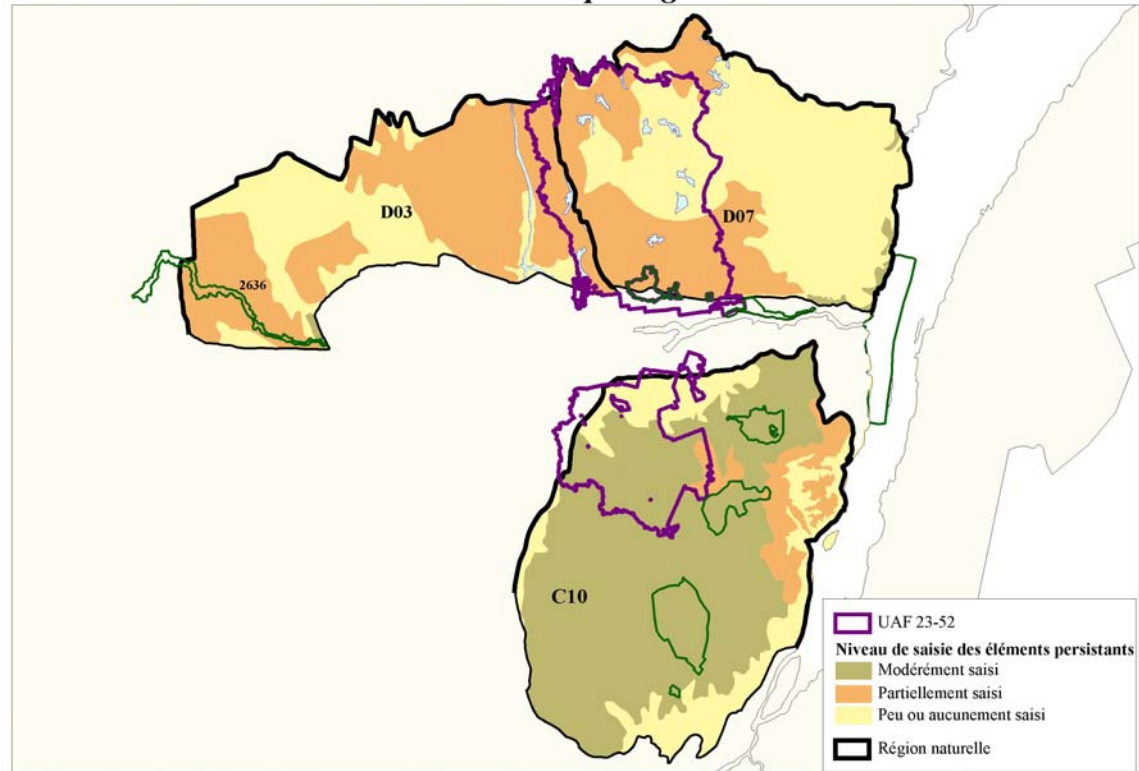 D03
D07
2636
C10
UAF 23-52
Niveau de saisie des éléments persistants
Modérément saisi
Partiellement saisi
Peu ou aucunement saisi
Région naturelle